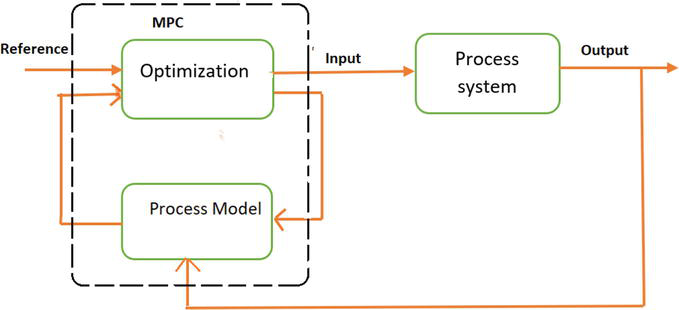 MPC
Reference
Optimization
Input
Process
system
Output
Process Model